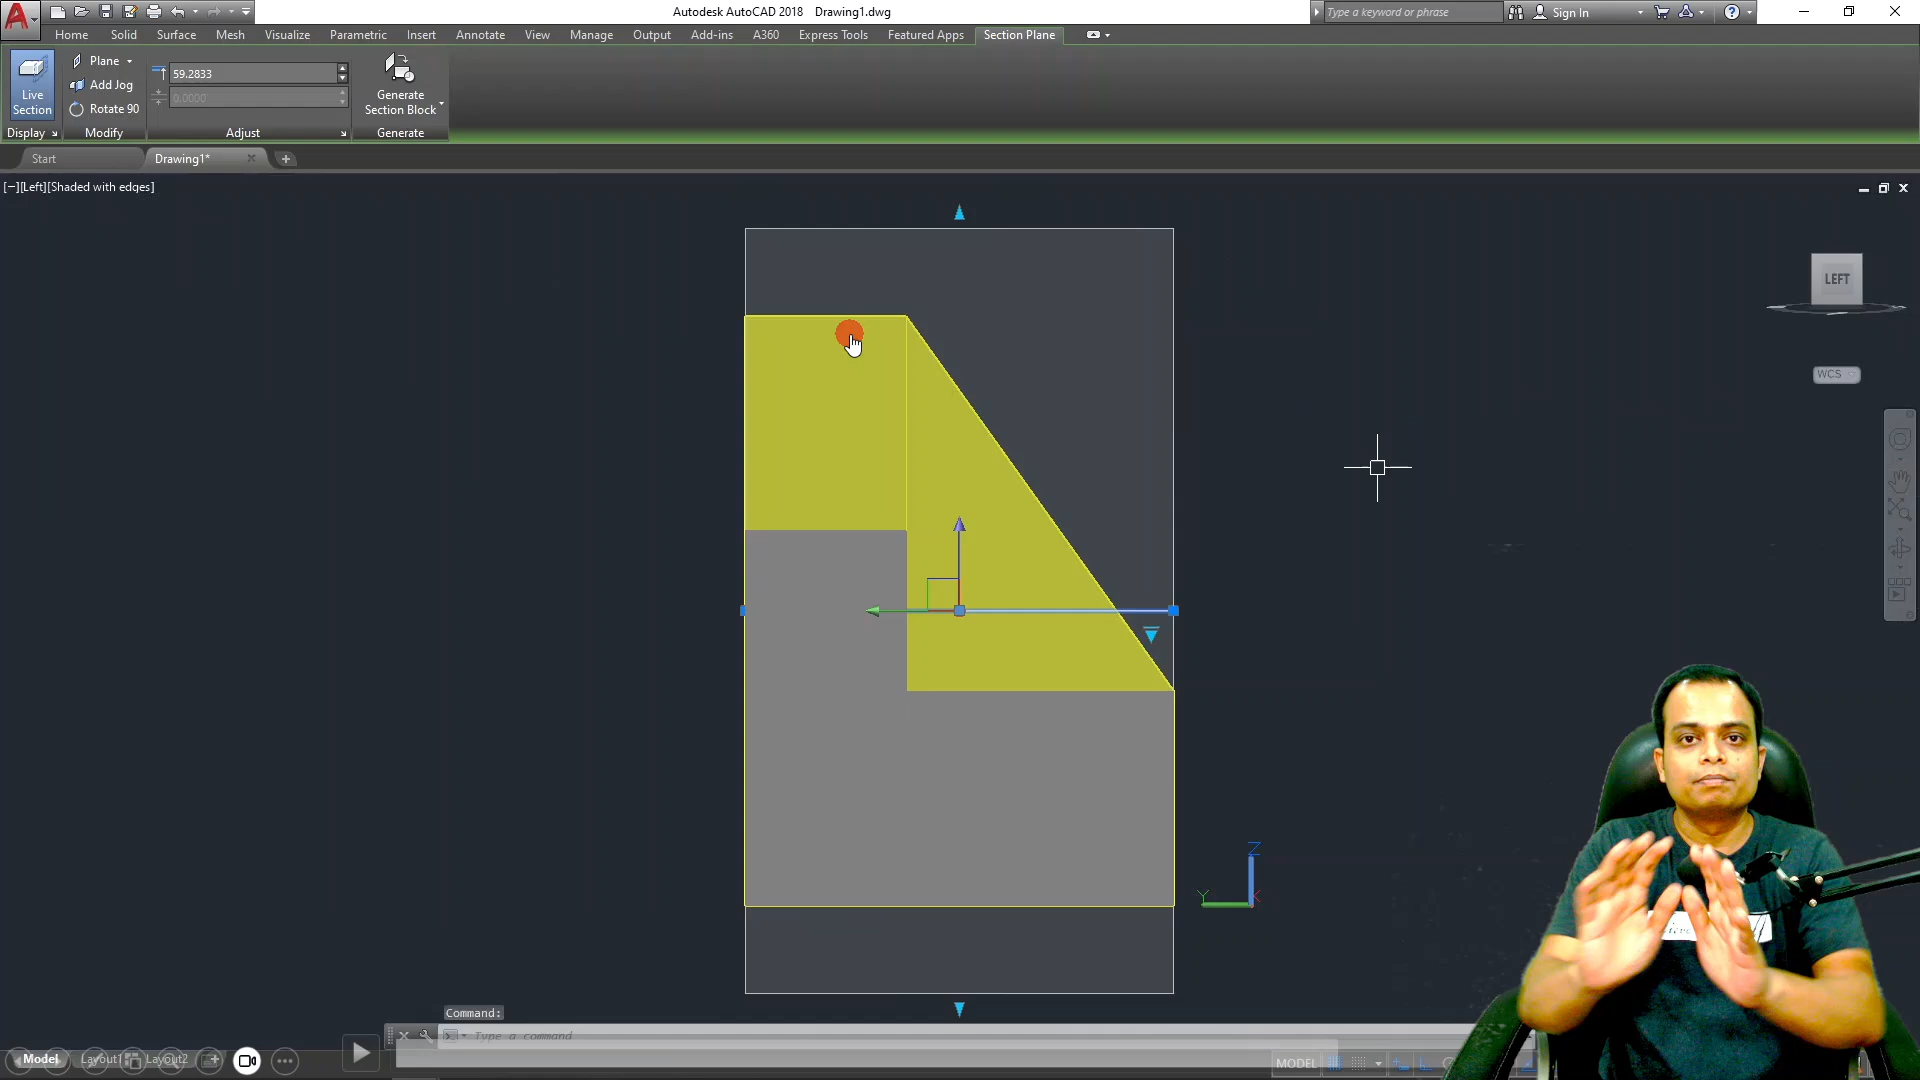 Autodesk AutoCAD 2018 Drawing1.dwg
Type a keyword or phrase
Sign In
Home Solid Surface Mesh Visualize Parametric Insert Annotate View Manage Output Add-ins A360 Express Tools Featured Apps Section Plane
Live
Section
Plane
Add Jog
Rotate 90
59.2833
0.0000
Generate
Section Block
Display Modify Adjust Generate
Start Drawing1*
[−][Left][Shaded with edges]
LEFT
WCS
Z
Y
X
Command:
Type a command
Model Layout1 Layout2
MODEL